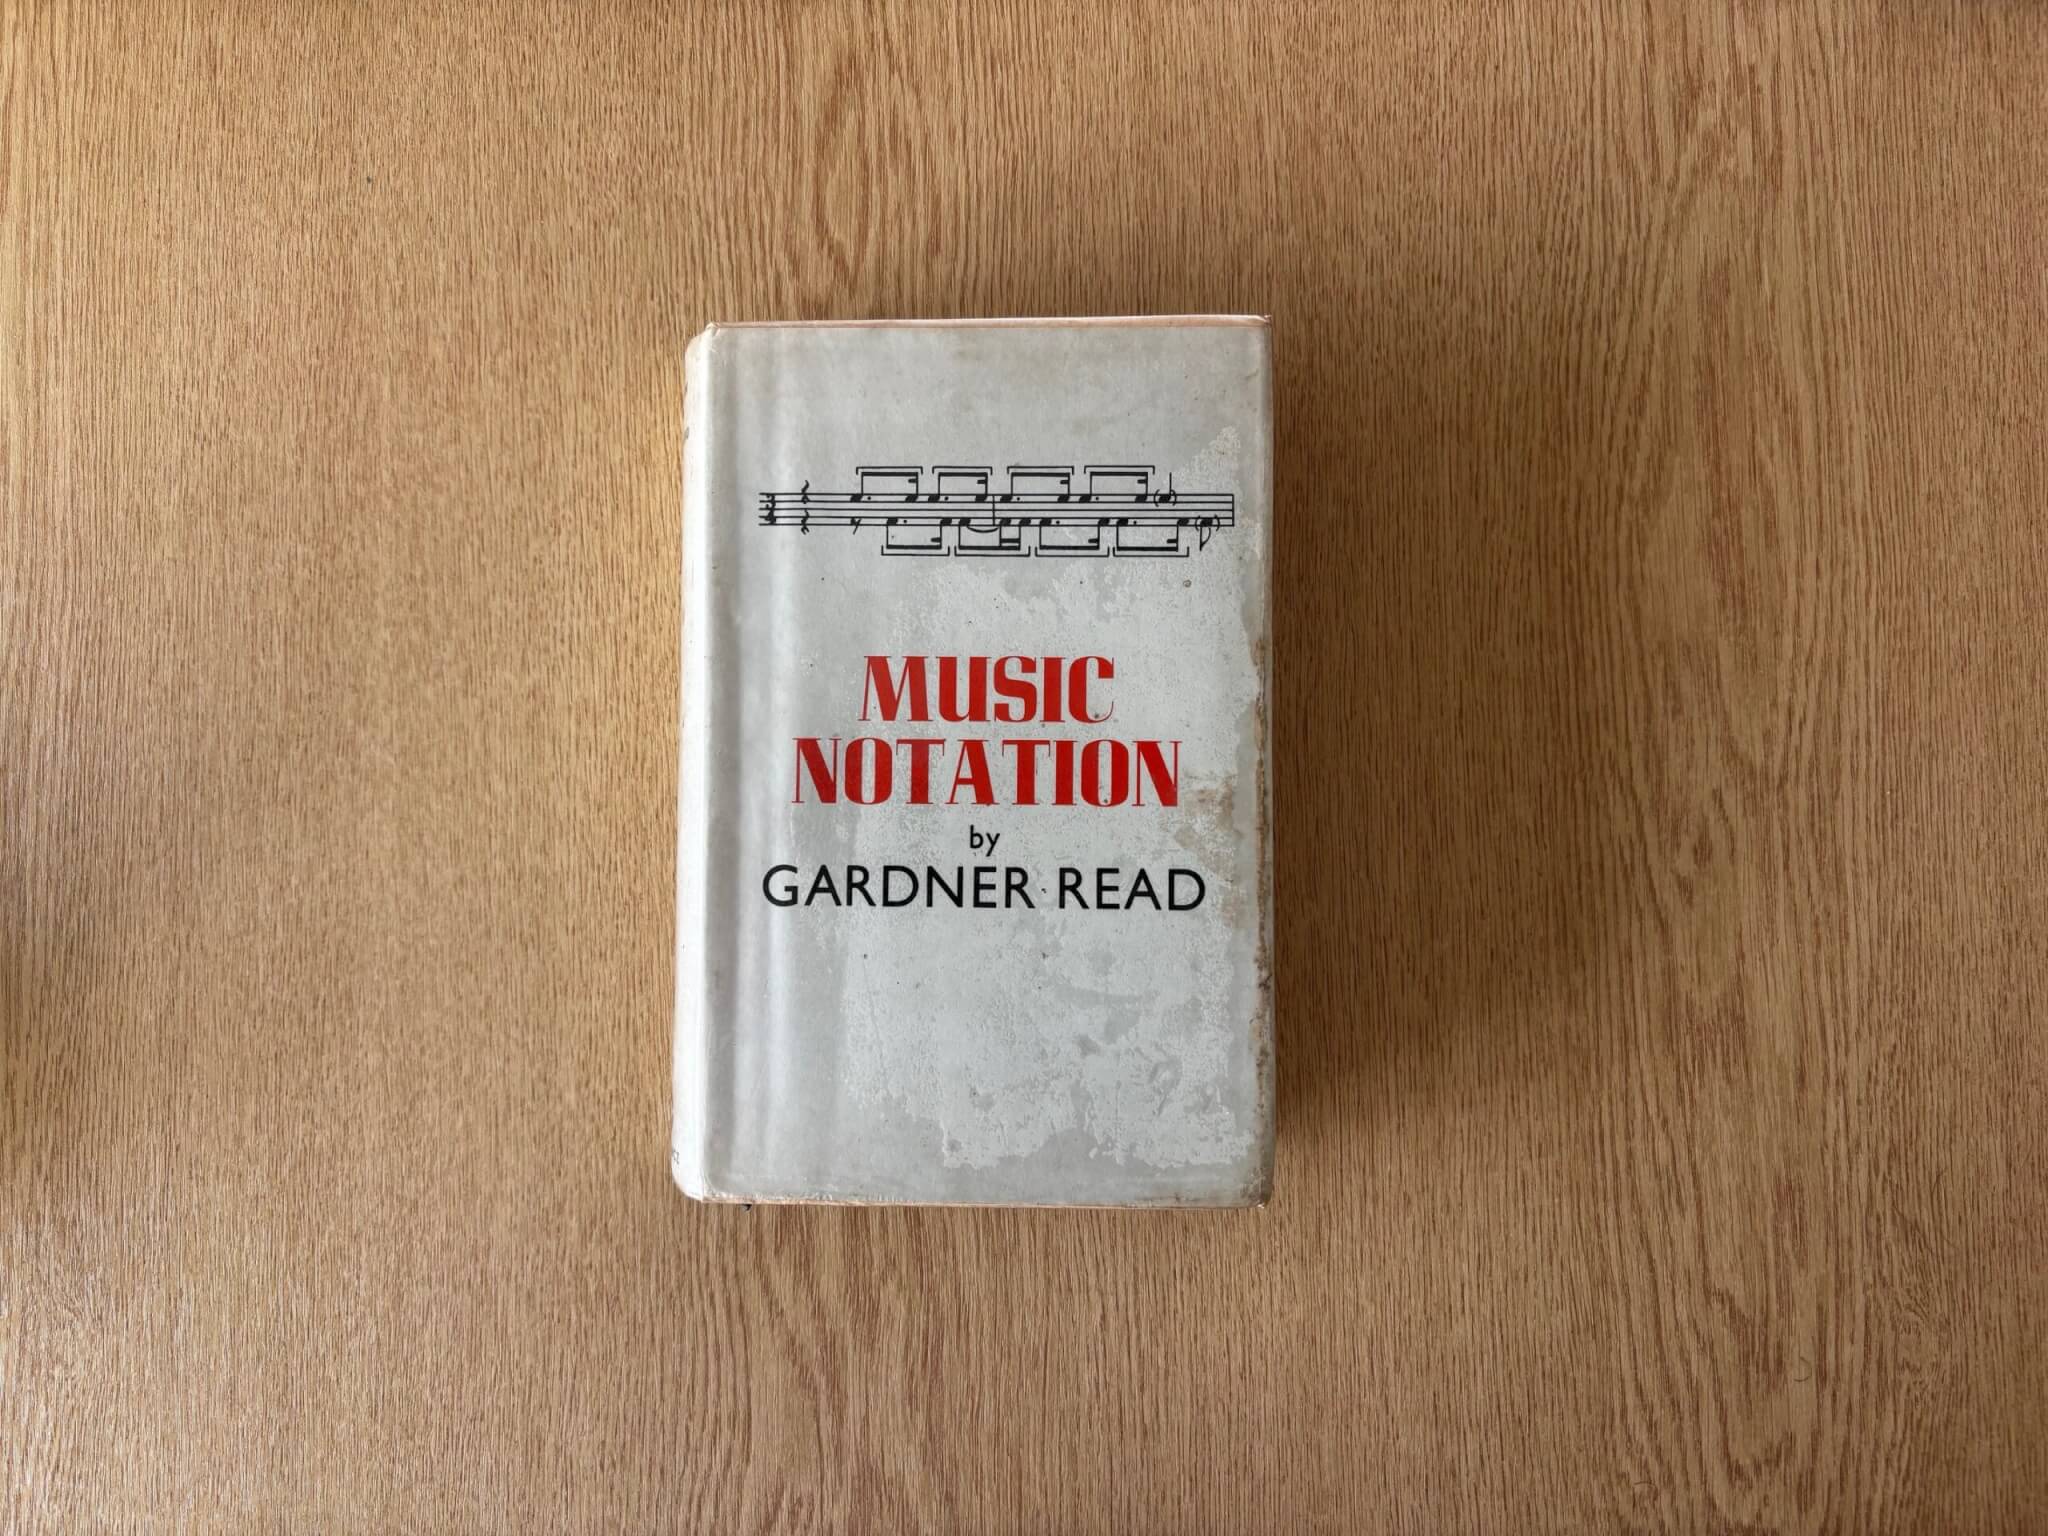 MUSIC
NOTATION
by
GARDNER READ